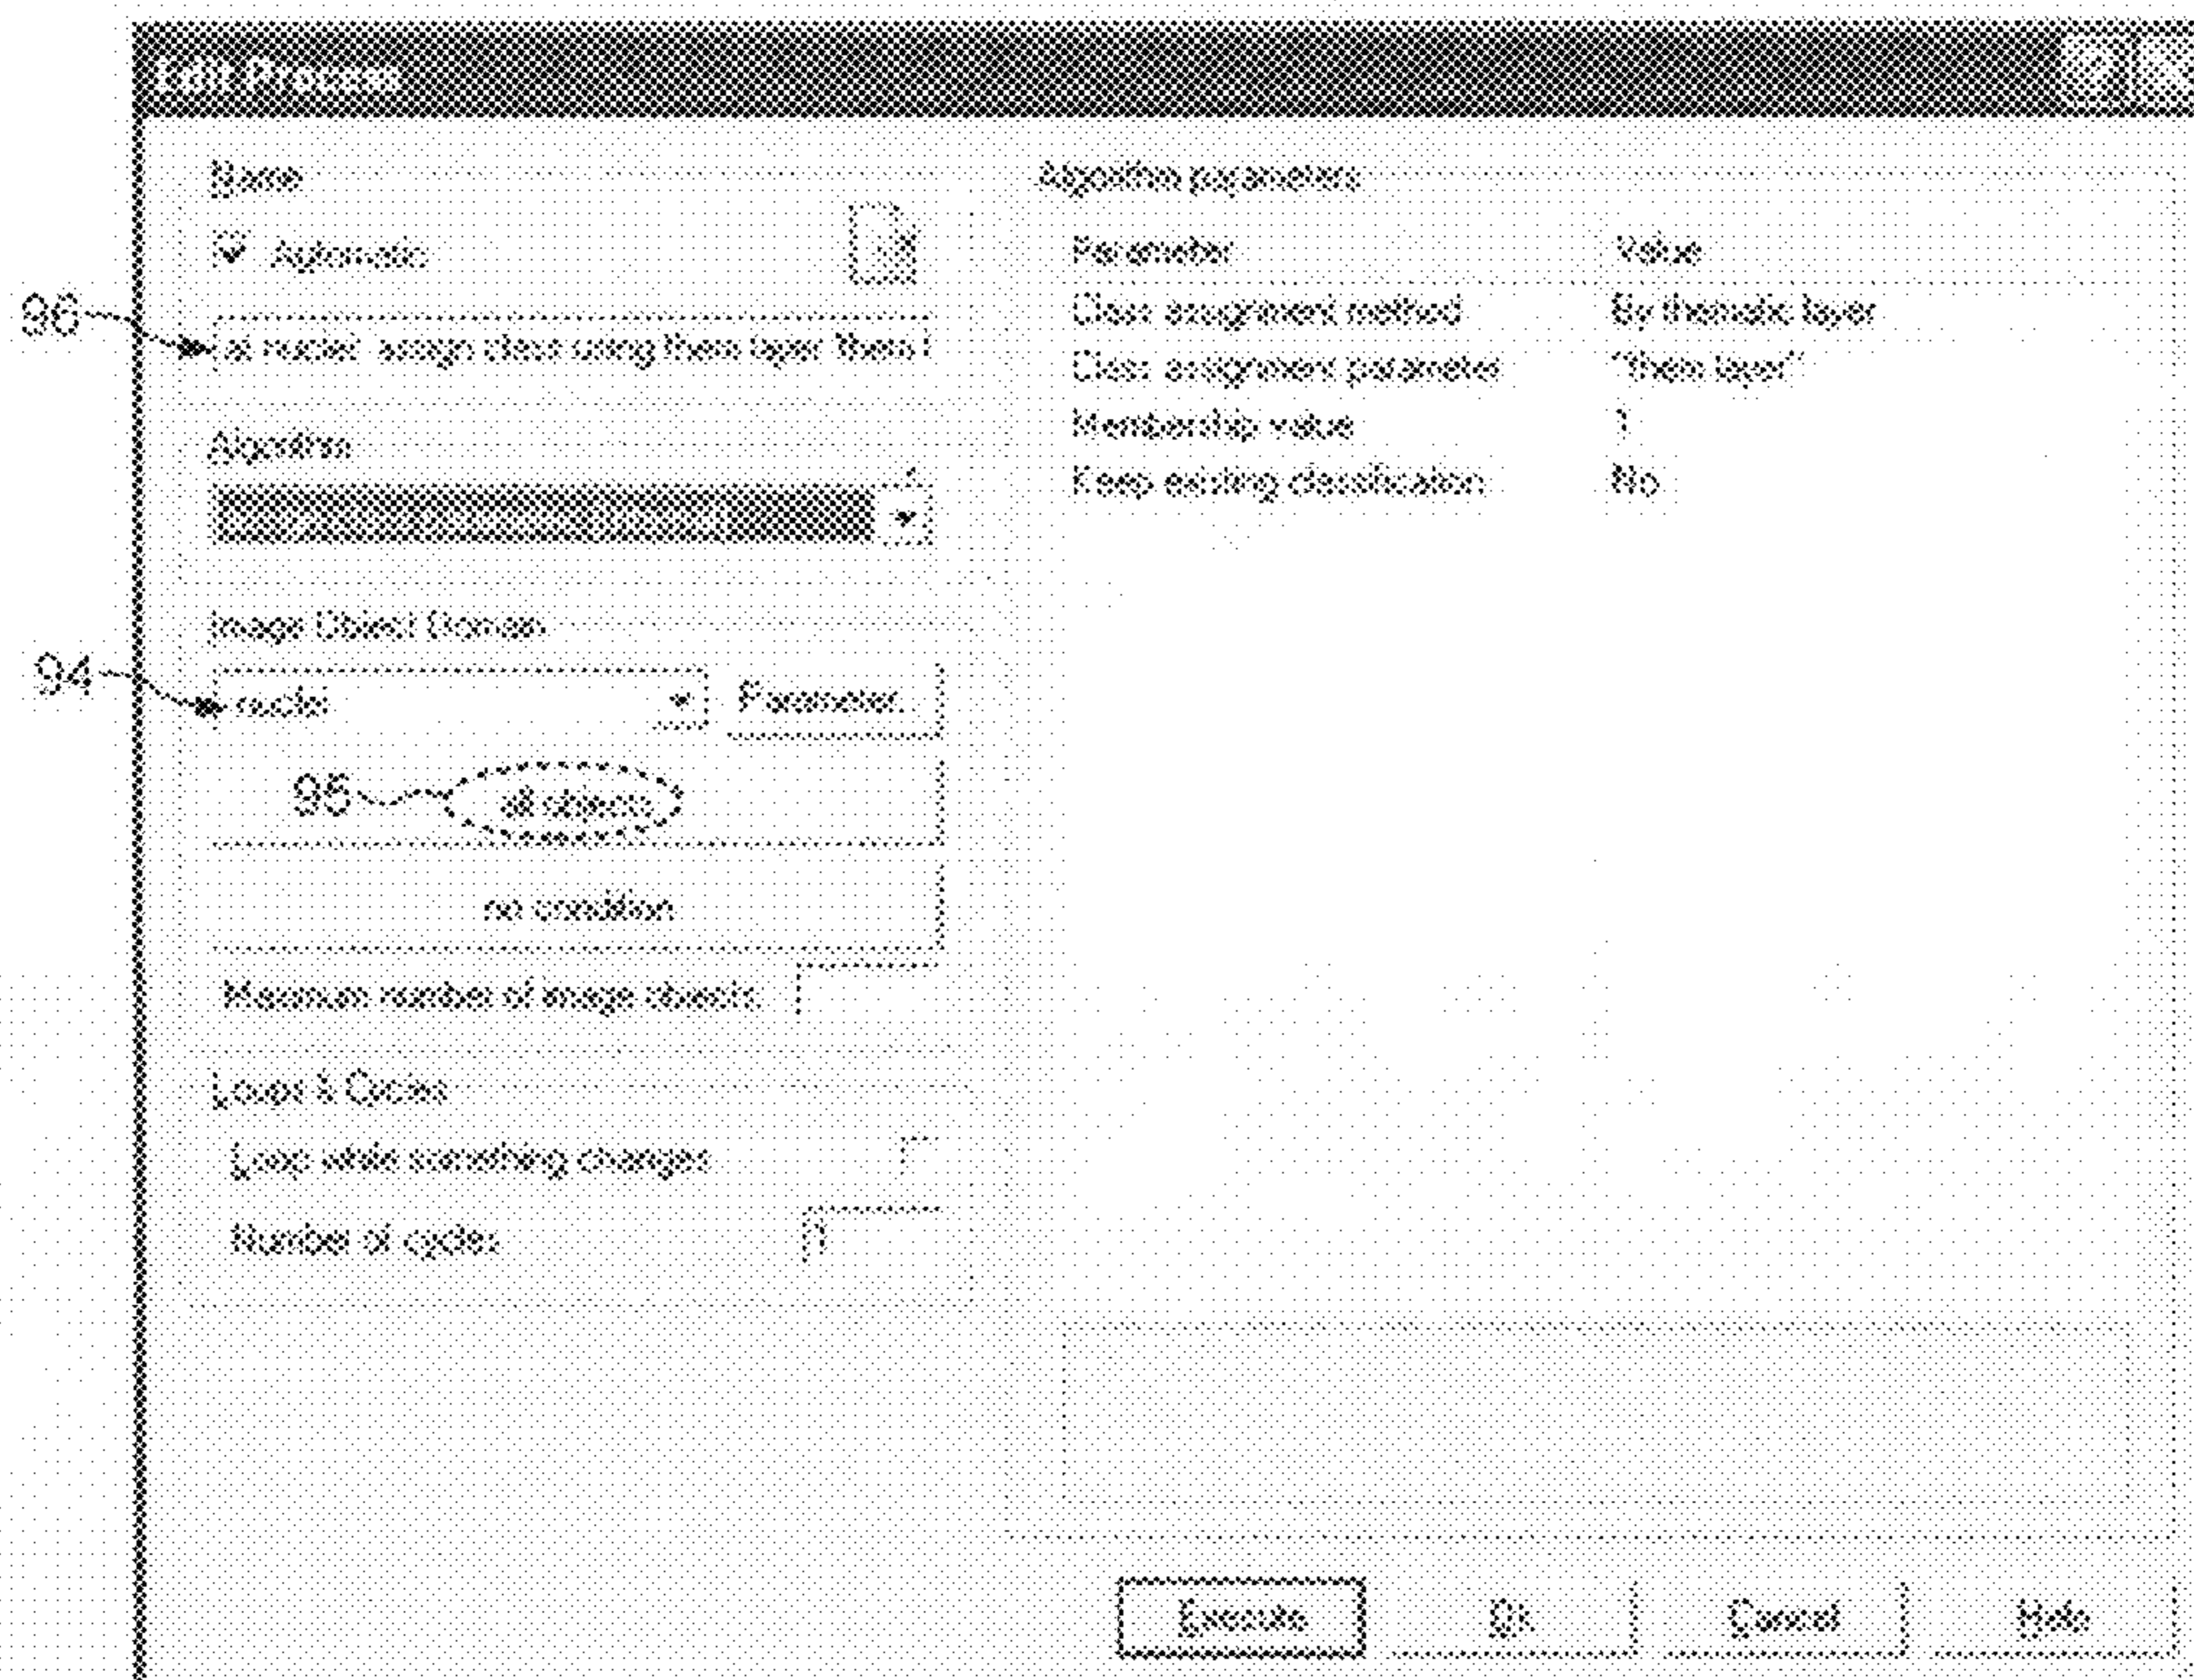 Edit Process
Name
Automatic
96
at nuclei: assign class using them layer 'them l
Algorithm
Image Object Domain
94
nuclei
Parameter...
95
all objects
no condition
Maximum number of image objects:
Loops & Cycles
Loop while something changes
Number of cycles
1
Algorithm parameters
Parameter
Value
Class assignment method
By thematic layer
Class assignment parameter
"them layer"
Membership value
1
Keep existing classification
No
Execute
Ok
Cancel
Help